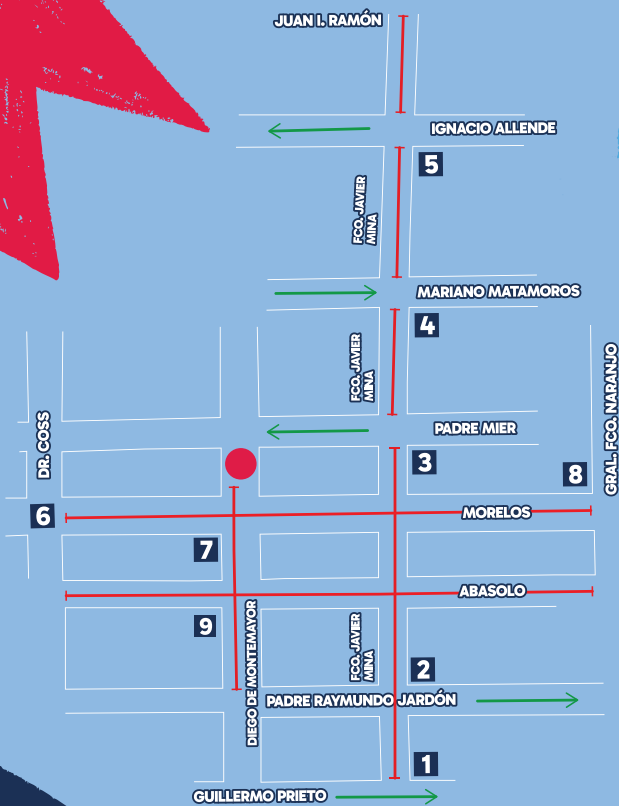 JUAN I. RAMÓN
IGNACIO ALLENDE
5
FCO. JAVIER
MINA
MARIANO MATAMOROS
4
FCO. JAVIER
MINA
GRAL. FCO. NARANJO
DR. COSS
PADRE MIER
3
8
6
MORELOS
7
ABASOLO
9
DIEGO DE MONTEMAYOR
FCO. JAVIER
MINA
2
PADRE RAYMUNDO JARDÓN
1
GUILLERMO PRIETO